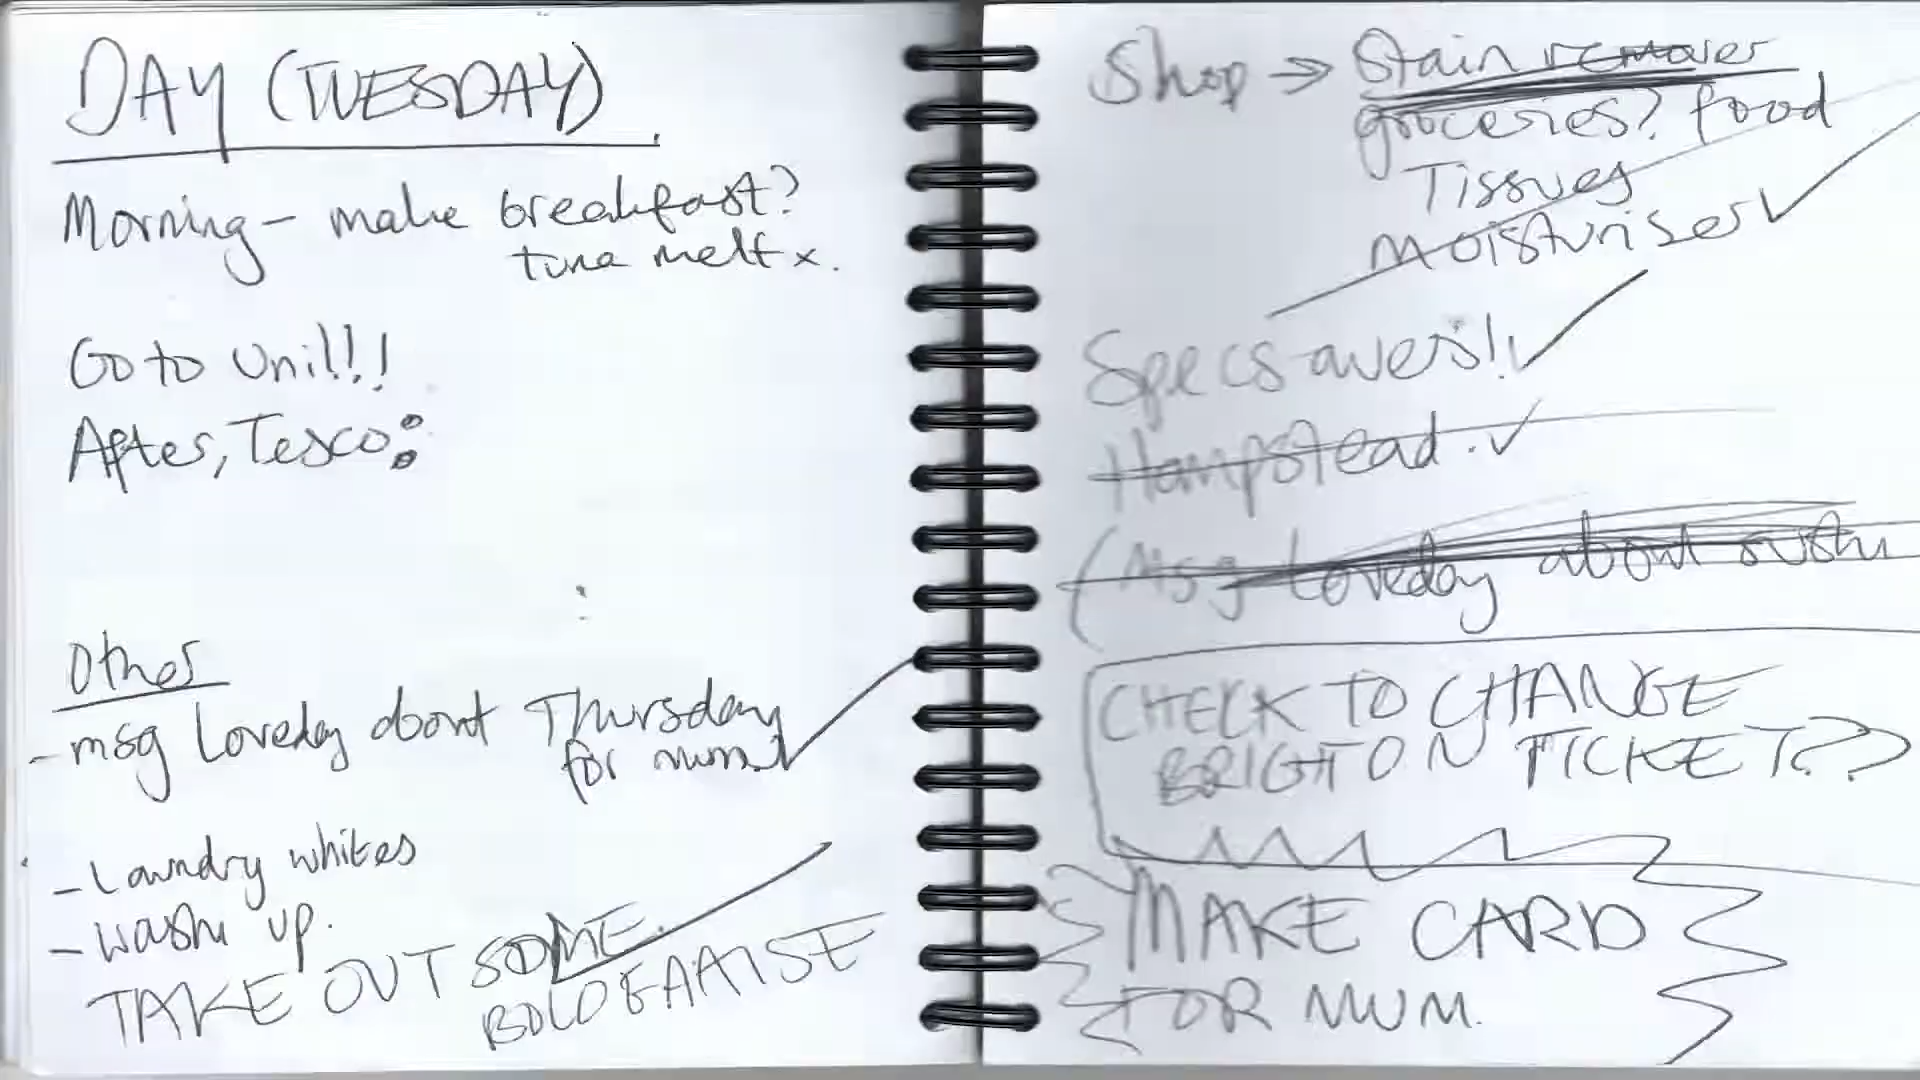 DAY (TUESDAY).
Morning - make breakfast?
tuna melt x.
Go to Uni!!!
After, Tesco:
Other
- msg Loveday about Thursday
for mum.
- Laundry whites
- wash up.
TAKE OUT SOME
BOLOGNAISE
Shop → Stain remover
groceries? food
Tissues
Moisturiser ✓
Specsavers! ✓
Hampstead. ✓
(Msg Loveday about sushi
CHECK TO CHANGE
BRIGHTON TICKET??
MAKE CARD
FOR MUM.